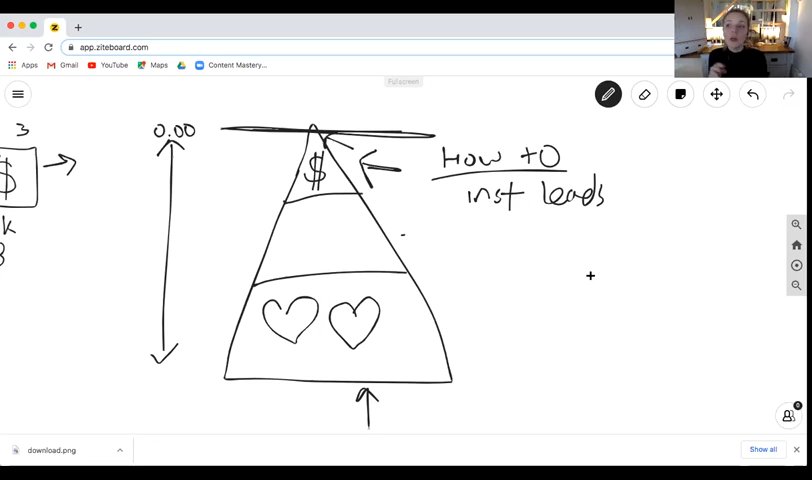 app.ziteboard.com
Apps Gmail YouTube Maps Content Mastery...
Fullscreen
3
0.00
$
$
HOW TO
inst leads
k
0
download.png
Show all